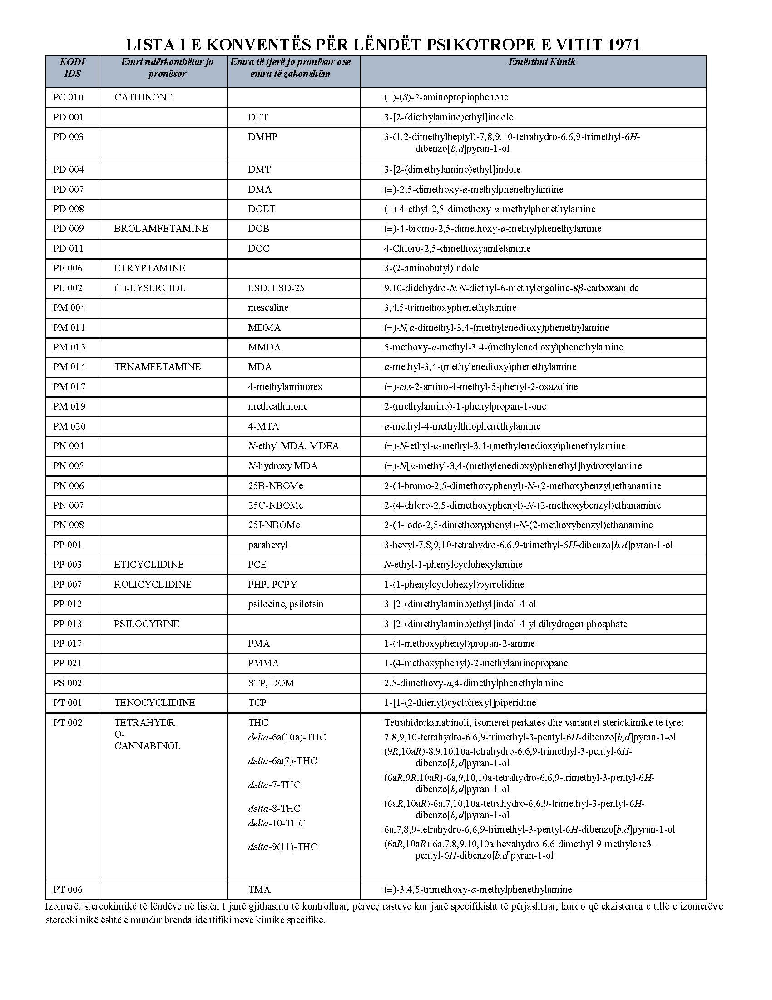 LISTA I E KONVENTËS PËR LËNDËT PSIKOTROPE E VITIT 1971
KODI IDS	Emri ndërkombëtar jo pronësor	Emra të tjerë jo pronësor ose emra të zakonshëm	Emërtimi Kimik
PC 010	CATHINONE		(–)-(S)-2-aminopropiophenone
PD 001		DET	3-[2-(diethylamino)ethyl]indole
PD 003		DMHP	3-(1,2-dimethylheptyl)-7,8,9,10-tetrahydro-6,6,9-trimethyl-6H-
dibenzo[b,d]pyran-1-ol
PD 004		DMT	3-[2-(dimethylamino)ethyl]indole
PD 007		DMA	(±)-2,5-dimethoxy-α-methylphenethylamine
PD 008		DOET	(±)-4-ethyl-2,5-dimethoxy-α-methylphenethylamine
PD 009	BROLAMFETAMINE	DOB	(±)-4-bromo-2,5-dimethoxy-α-methylphenethylamine
PD 011		DOC	4-Chloro-2,5-dimethoxyamfetamine
PE 006	ETRYPTAMINE		3-(2-aminobutyl)indole
PL 002	(+)-LYSERGIDE	LSD, LSD-25	9,10-didehydro-N,N-diethyl-6-methylergoline-8β-carboxamide
PM 004		mescaline	3,4,5-trimethoxyphenethylamine
PM 011		MDMA	(±)-N,α-dimethyl-3,4-(methylenedioxy)phenethylamine
PM 013		MMDA	5-methoxy-α-methyl-3,4-(methylenedioxy)phenethylamine
PM 014	TENAMFETAMINE	MDA	α-methyl-3,4-(methylenedioxy)phenethylamine
PM 017		4-methylaminorex	(±)-cis-2-amino-4-methyl-5-phenyl-2-oxazoline
PM 019		methcathinone	2-(methylamino)-1-phenylpropan-1-one
PM 020		4-MTA	α-methyl-4-methylthiophenethylamine
PN 004		N-ethyl MDA, MDEA	(±)-N-ethyl-α-methyl-3,4-(methylenedioxy)phenethylamine
PN 005		N-hydroxy MDA	(±)-N[α-methyl-3,4-(methylenedioxy)phenethyl]hydroxylamine
PN 006		25B-NBOMe	2-(4-bromo-2,5-dimethoxyphenyl)-N-(2-methoxybenzyl)ethanamine
PN 007		25C-NBOMe	2-(4-chloro-2,5-dimethoxyphenyl)-N-(2-methoxybenzyl)ethanamine
PN 008		25I-NBOMe	2-(4-iodo-2,5-dimethoxyphenyl)-N-(2-methoxybenzyl)ethanamine
PP 001		parahexyl	3-hexyl-7,8,9,10-tetrahydro-6,6,9-trimethyl-6H-dibenzo[b,d]pyran-1-ol
PP 003	ETICYCLIDINE	PCE	N-ethyl-1-phenylcyclohexylamine
PP 007	ROLICYCLIDINE	PHP, PCPY	1-(1-phenylcyclohexyl)pyrrolidine
PP 012		psilocine, psilotsin	3-[2-(dimethylamino)ethyl]indol-4-ol
PP 013	PSILOCYBINE		3-[2-(dimethylamino)ethyl]indol-4-yl dihydrogen phosphate
PP 017		PMA	1-(4-methoxyphenyl)propan-2-amine
PP 021		PMMA	1-(4-methoxyphenyl)-2-methylaminopropane
PS 002		STP, DOM	2,5-dimethoxy-α,4-dimethylphenethylamine
PT 001	TENOCYCLIDINE	TCP	1-[1-(2-thienyl)cyclohexyl]piperidine
PT 002	TETRAHYDR	THC	Tetrahidrokanabinoli, isomeret perkatës dhe variantet steriokimike të tyre:
O-	delta-6a(10a)-THC	7,8,9,10-tetrahydro-6,6,9-trimethyl-3-pentyl-6H-dibenzo[b,d]pyran-1-ol
CANNABINOL		(9R,10aR)-8,9,10,10a-tetrahydro-6,6,9-trimethyl-3-pentyl-6H-
delta-6a(7)-THC	dibenzo[b,d]pyran-1-ol
(6aR,9R,10aR)-6a,9,10,10a-tetrahydro-6,6,9-trimethyl-3-pentyl-6H-
delta-7-THC	dibenzo[b,d]pyran-1-ol
(6aR,10aR)-6a,7,10,10a-tetrahydro-6,6,9-trimethyl-3-pentyl-6H-
delta-8-THC	dibenzo[b,d]pyran-1-ol
delta-10-THC	6a,7,8,9-tetrahydro-6,6,9-trimethyl-3-pentyl-6H-dibenzo[b,d]pyran-1-ol
delta-9(11)-THC	(6aR,10aR)-6a,7,8,9,10,10a-hexahydro-6,6-dimethyl-9-methylene3-
pentyl-6H-dibenzo[b,d]pyran-1-ol
PT 006		TMA	(±)-3,4,5-trimethoxy-α-methylphenethylamine
Izomerët stereokimikë të lëndëve në listën I janë gjithashtu të kontrolluar, përveç rasteve kur janë specifikisht të përjashtuar, kurdo që ekzistenca e tillë e izomerëve
stereokimikë është e mundur brenda identifikimeve kimike specifike.